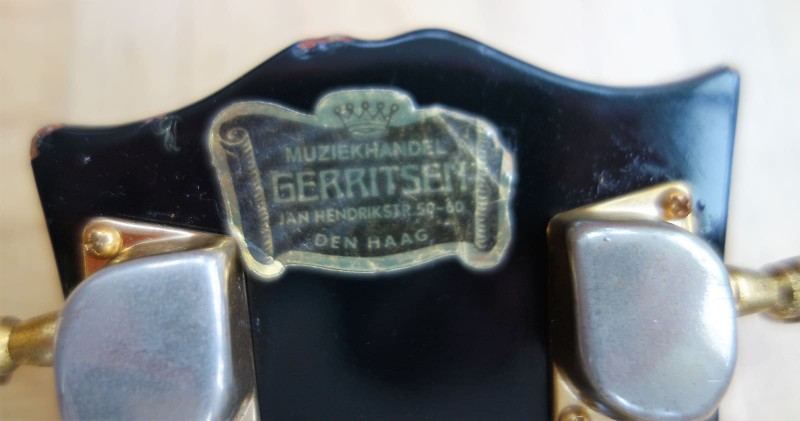 MUZIEKHANDEL
GERRITSEN
JAN HENDRIKSTR. 50-60
DEN HAAG